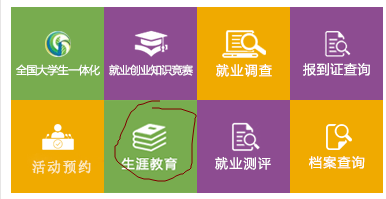 全国大学生一体化
就业创业知识竞赛
就业调查
报到证查询
活动预约
生涯教育
就业测评
档案查询